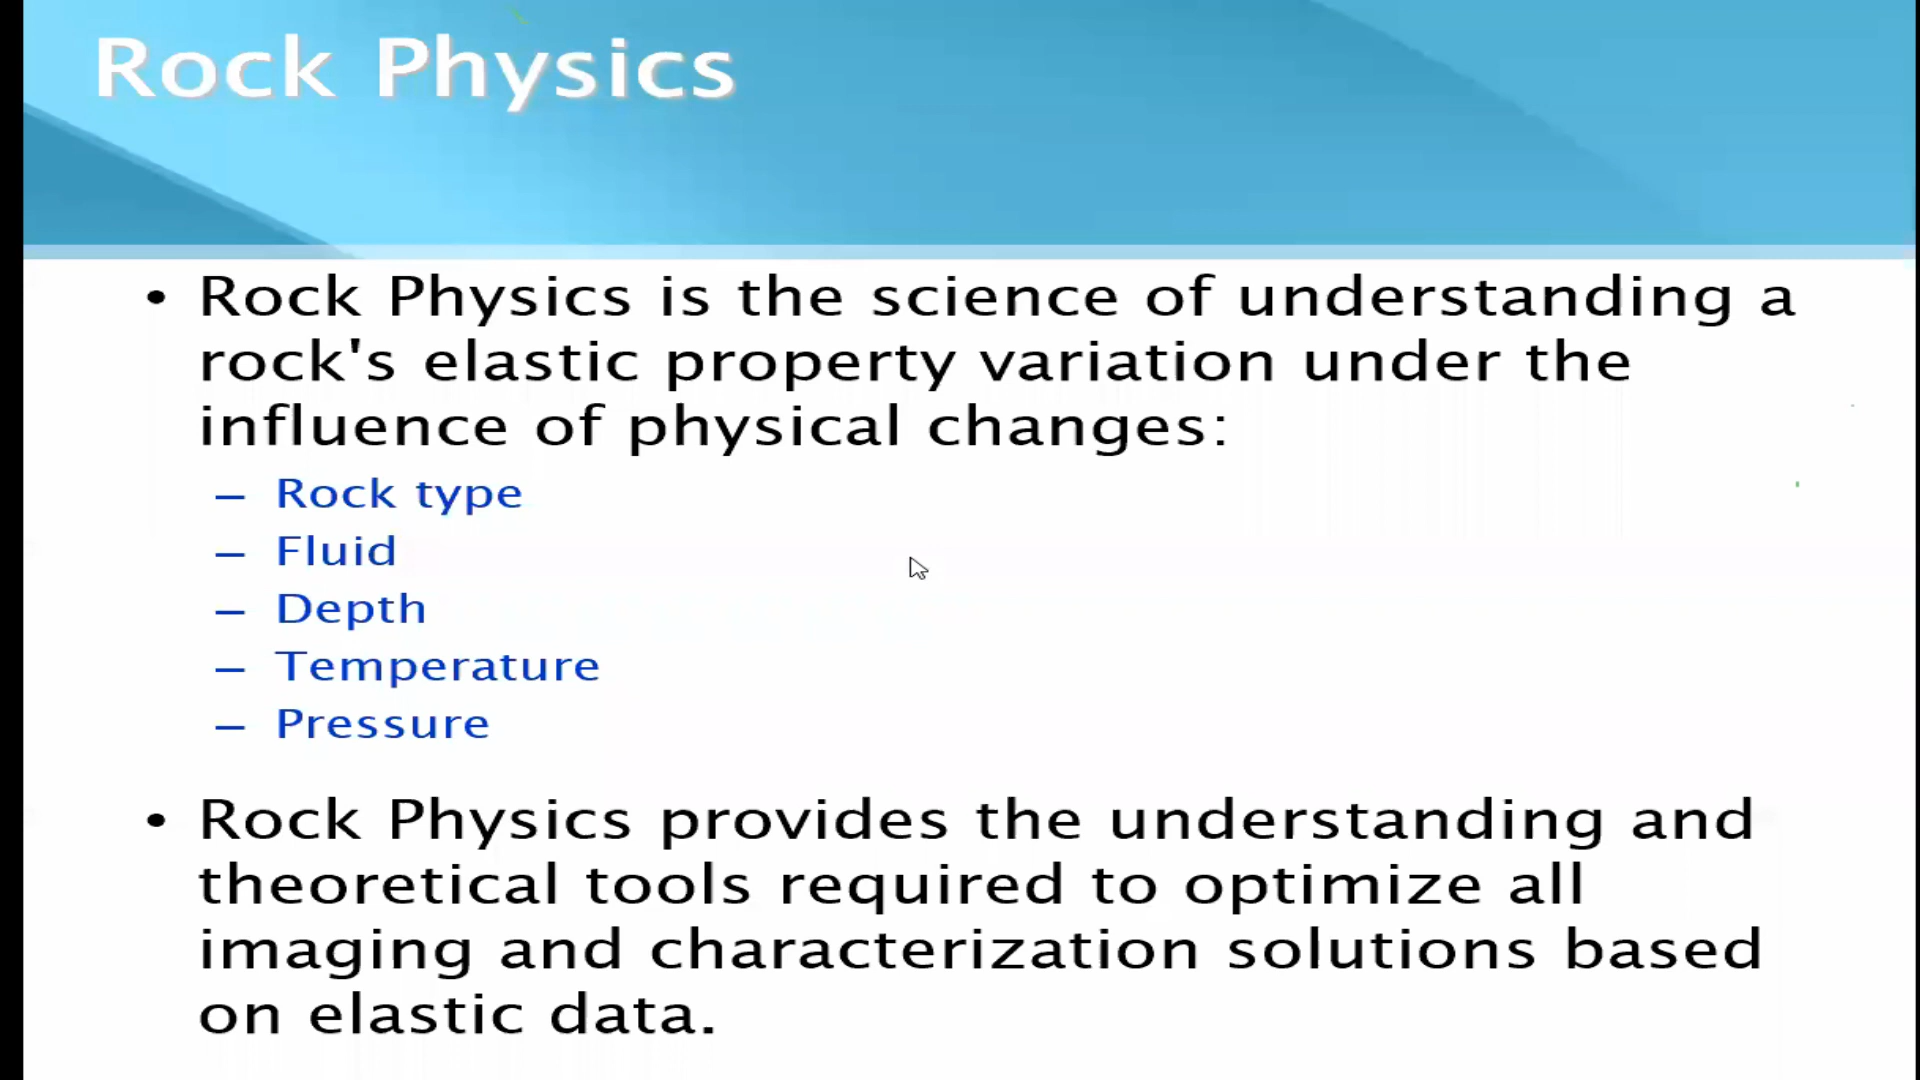 Rock Physics
• Rock Physics is the science of understanding a
rock's elastic property variation under the
influence of physical changes:
– Rock type
– Fluid
– Depth
– Temperature
– Pressure
• Rock Physics provides the understanding and
theoretical tools required to optimize all
imaging and characterization solutions based
on elastic data.